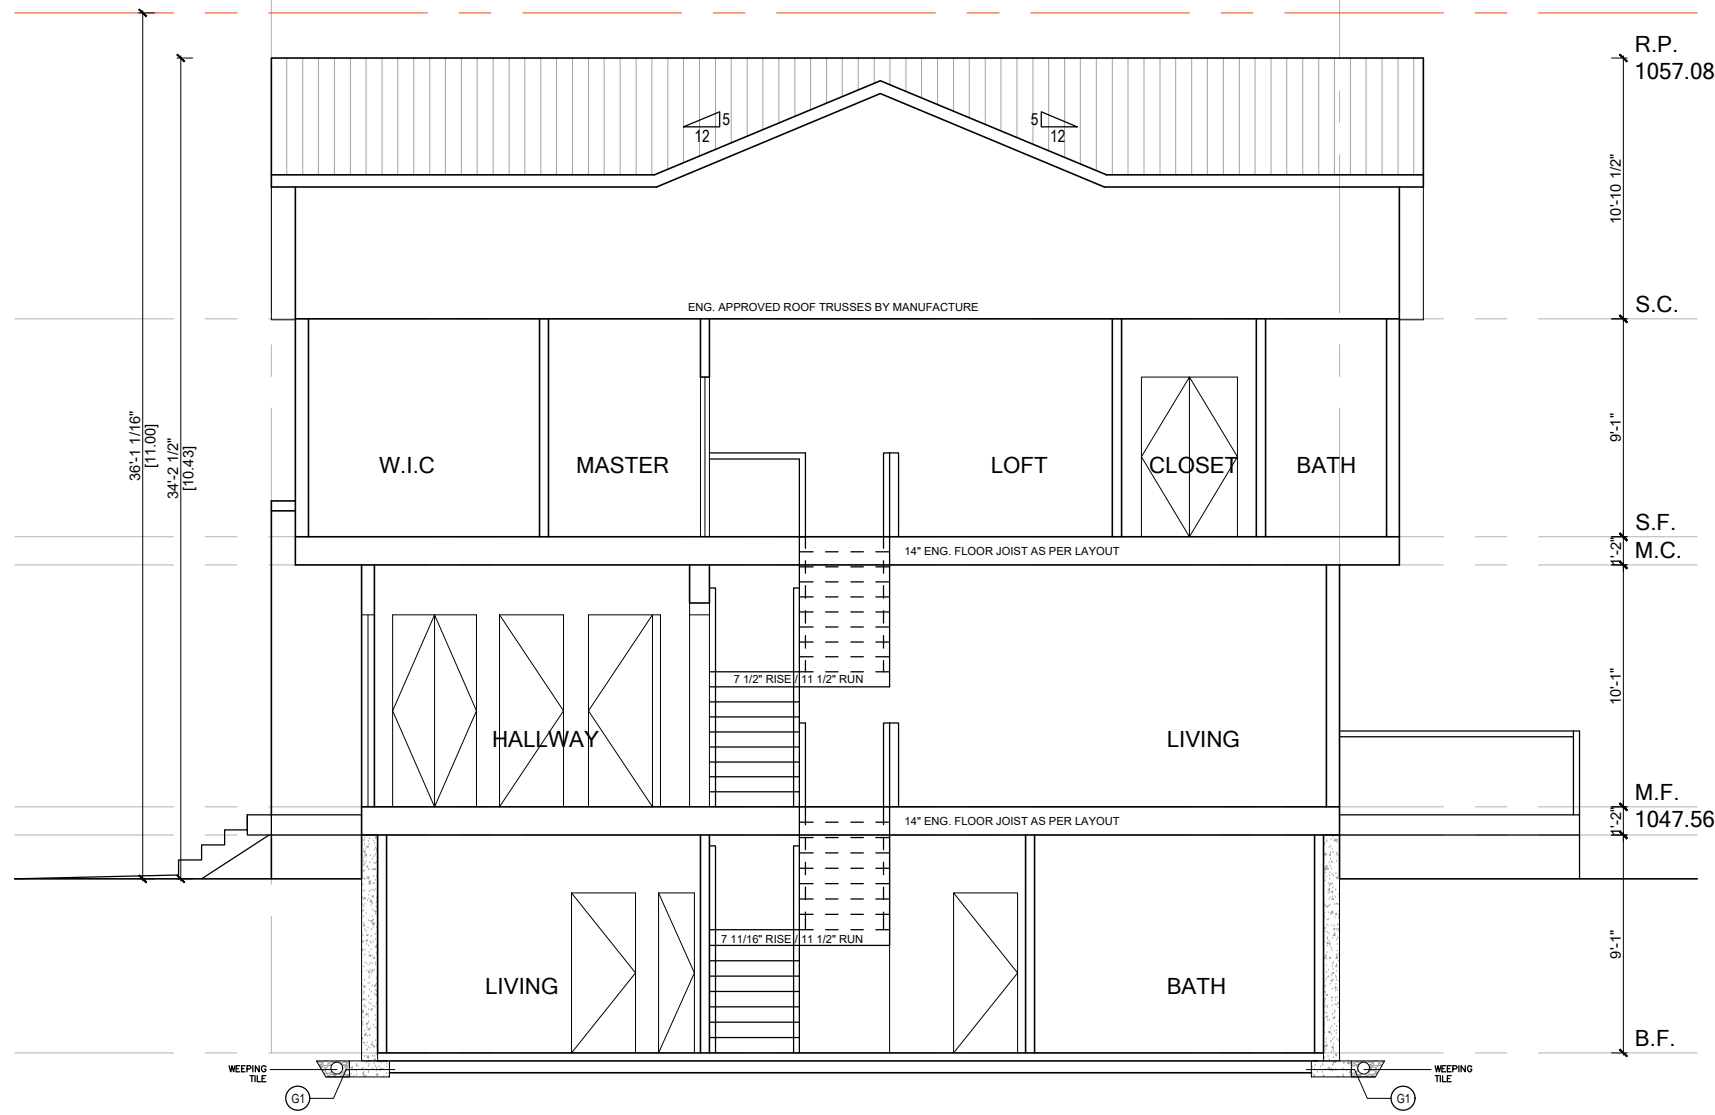 R.P.
1057.08
5
12
5
12
10'-10 1/2"
ENG. APPROVED ROOF TRUSSES BY MANUFACTURE
S.C.
36'-1 1/16"
[11.00]
34'-2 1/2"
[10.43]
9'-1"
W.I.C
MASTER
LOFT
CLOSET
BATH
S.F.
14" ENG. FLOOR JOIST AS PER LAYOUT
1'-2"
M.C.
7 1/2" RISE / 11 1/2" RUN
10'-1"
HALLWAY
LIVING
M.F.
1047.56
14" ENG. FLOOR JOIST AS PER LAYOUT
1'-2"
7 11/16" RISE / 11 1/2" RUN
9'-1"
LIVING
BATH
B.F.
WEEPING
TILE
G1
WEEPING
TILE
G1